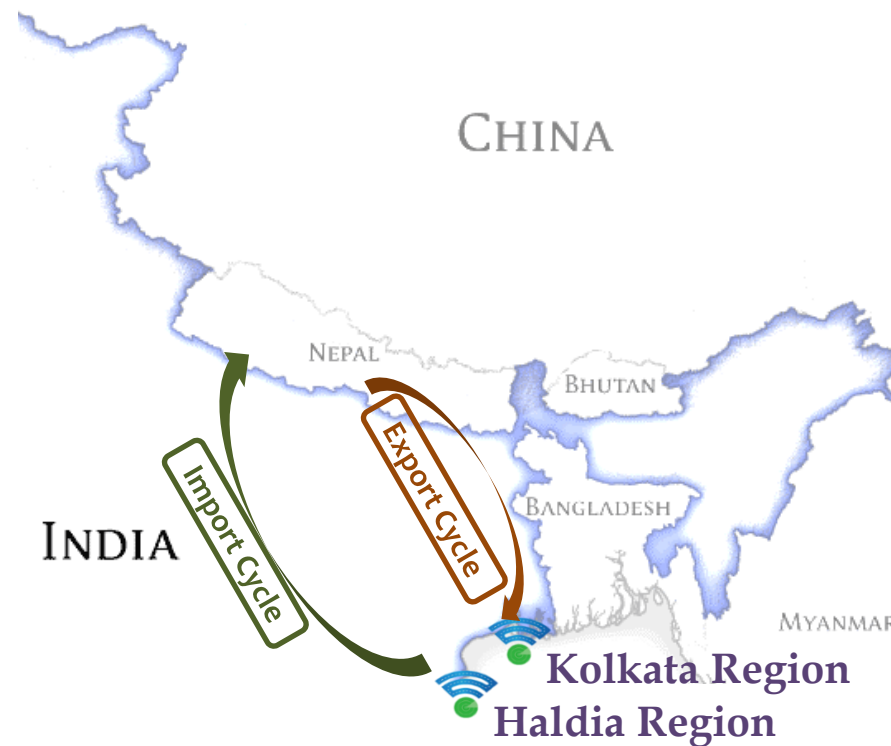 CHINA
NEPAL
BHUTAN
Export Cycle
Import Cycle
BANGLADESH
INDIA
MYANMAR
Kolkata Region
Haldia Region